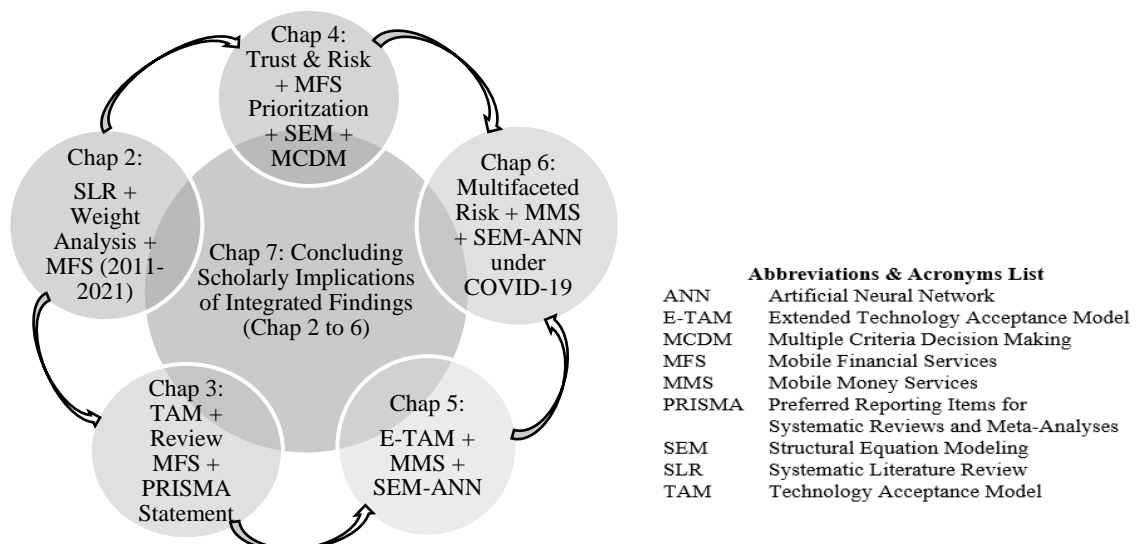 Chap 4:
Trust & Risk
+ MFS
Prioritzation
+ SEM +
MCDM
Chap 2:
SLR +
Weight
Analysis +
MFS (2011-
2021)
Chap 6:
Multifaceted
Risk + MMS
+ SEM-ANN
under
COVID-19
Chap 7: Concluding
Scholarly Implications
of Integrated Findings
(Chap 2 to 6)
Chap 3:
TAM +
Review
MFS +
PRISMA
Statement
Chap 5:
E-TAM +
MMS +
SEM-ANN
Abbreviations & Acronyms List
ANN Artificial Neural Network
E-TAM Extended Technology Acceptance Model
MCDM Multiple Criteria Decision Making
MFS Mobile Financial Services
MMS Mobile Money Services
PRISMA Preferred Reporting Items for
Systematic Reviews and Meta-Analyses
SEM Structural Equation Modeling
SLR Systematic Literature Review
TAM Technology Acceptance Model